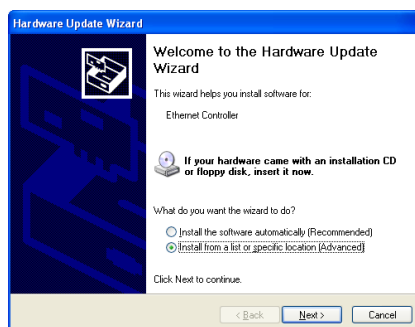 Hardware Update Wizard
Welcome to the Hardware Update
Wizard
This wizard helps you install software for:
Ethernet Controller
If your hardware came with an installation CD
or floppy disk, insert it now.
What do you want the wizard to do?
Install the software automatically (Recommended)
Install from a list or specific location (Advanced)
Click Next to continue.
< Back Next > Cancel